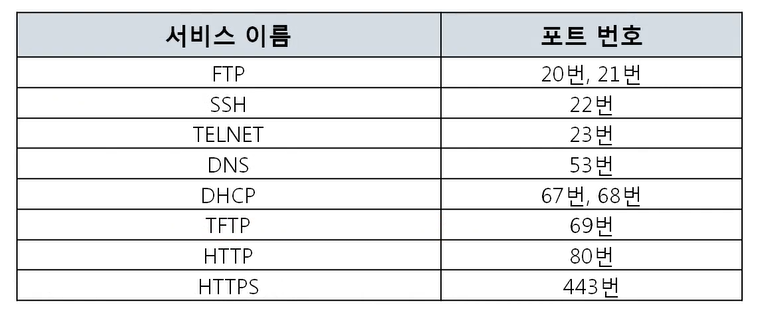 서비스 이름 포트 번호
FTP 20번, 21번
SSH 22번
TELNET 23번
DNS 53번
DHCP 67번, 68번
TFTP 69번
HTTP 80번
HTTPS 443번